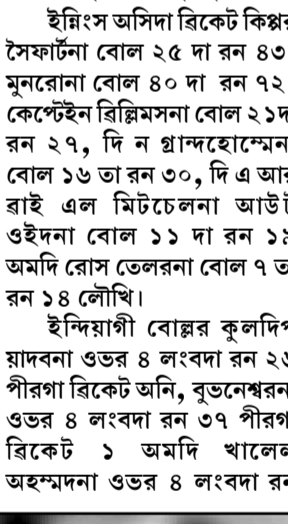 ইন্নিংস অসিদা ৱিকেট কিপ্পর
সৈফার্টনা বোল ২৫ দা রন ৪৩
মুনরোনা বোল ৪০ দা রন ৭২
কেপ্টেইন ৱিল্লিমসনা বোল ২১দ
রন ২৭, দি ন গ্রান্দহোম্মেন
বোল ১৬ তা রন ৩০, দি এ আর
ৱাই এল মিটচেলনা আউট
ওইদনা বোল ১১ দা রন ১৯
অমদি রোস তেলরনা বোল ৭ ত
রন ১৪ লৌখি।
ইন্দিয়াগী বোল্লর কুলদিপ
য়াদবনা ওভর ৪ লংবদা রন ২৬
পীরগা ৱিকেট অনি, বুভনেশ্বরন
ওভর ৪ লংবদা রন ৩৭ পীরগ
ৱিকেট ১ অমদি খালেল
অহম্মদনা ওভর ৪ লংবদা রন